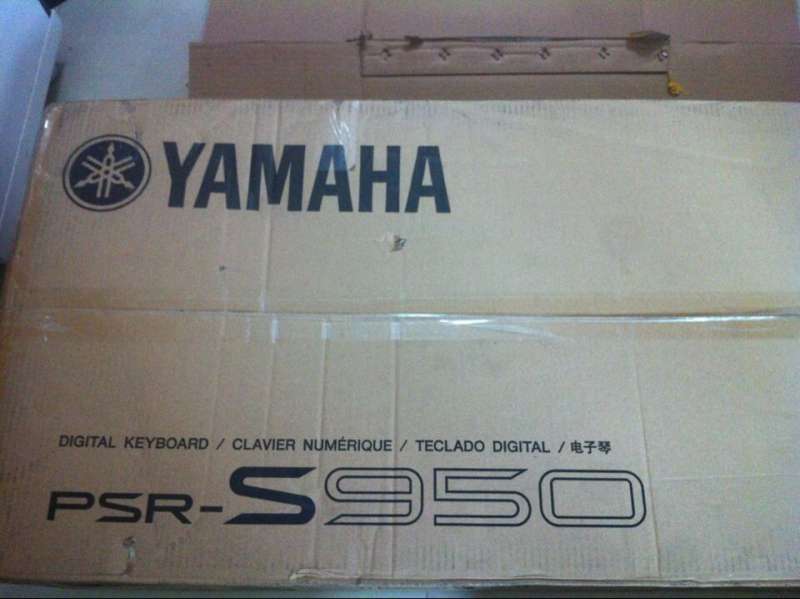 YAMAHA
DIGITAL KEYBOARD / CLAVIER NUMÉRIQUE / TECLADO DIGITAL / 电子琴
PSR-S950